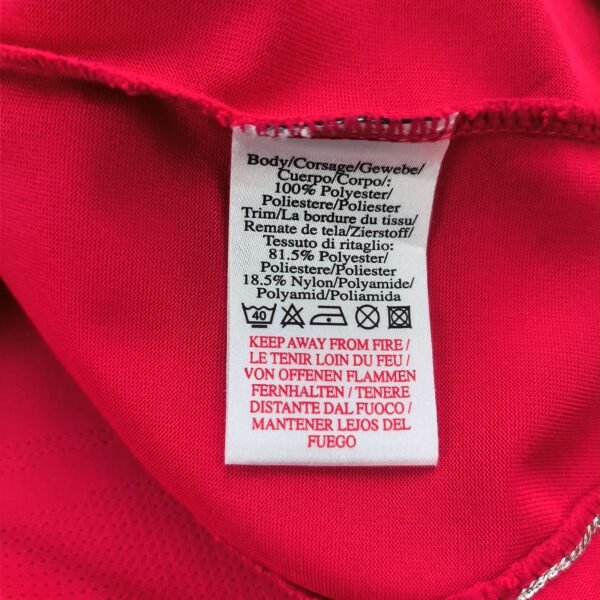 Body/Corsage/Gewebe/
Cuerpo/Corpo/:
100% Polyester/
Poliestere/Poliester
Trim/La bordure du tissu/
Remate de tela/Zierstoff/
Tessuto di ritaglio:
81.5% Polyester/
Poliestere/Poliester
18.5% Nylon/Polyamide/
Polyamid/Poliamida
40
KEEP AWAY FROM FIRE /
LE TENIR LOIN DU FEU /
VON OFFENEN FLAMMEN
FERNHALTEN / TENERE
DISTANTE DAL FUOCO /
MANTENER LEJOS DEL
FUEGO